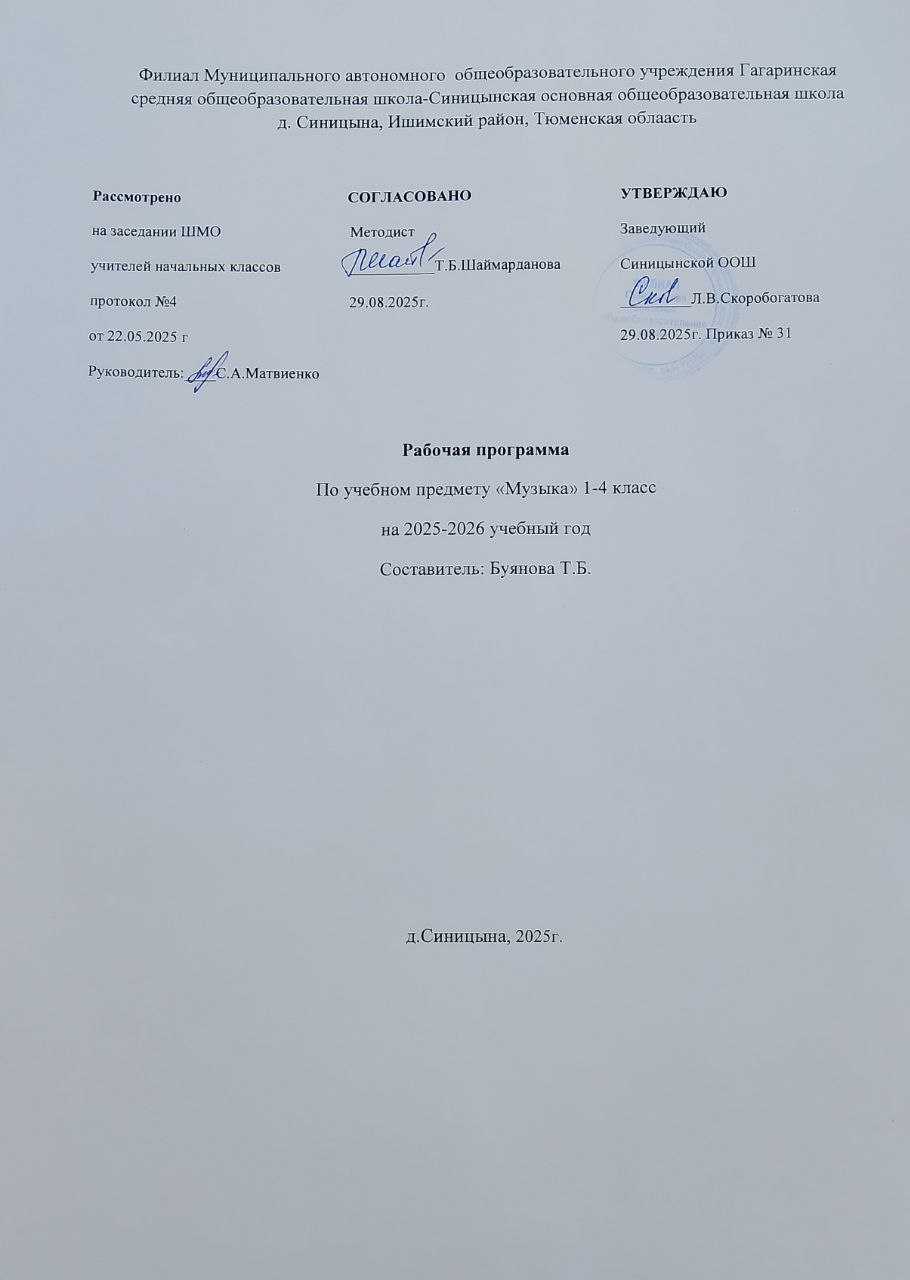 Филиал Муниципального автономного общеобразовательного учреждения Гагаринская
средняя общеобразовательная школа-Синицынская основная общеобразовательная школа
д. Синицына, Ишимский район, Тюменская облаасть
Рассмотрено
на заседании ШМО
учителей начальных классов
протокол №4
от 22.05.2025 г
Руководитель:____С.А.Матвиенко
СОГЛАСОВАНО
Методист
___________Т.Б.Шаймарданова
29.08.2025г.
УТВЕРЖДАЮ
Заведующий
Синицынской ООШ
_________Л.В.Скоробогатова
29.08.2025г. Приказ № 31
Рабочая программа
По учебном предмету «Музыка» 1-4 класс
на 2025-2026 учебный год
Составитель: Буянова Т.Б.
д.Синицына, 2025г.